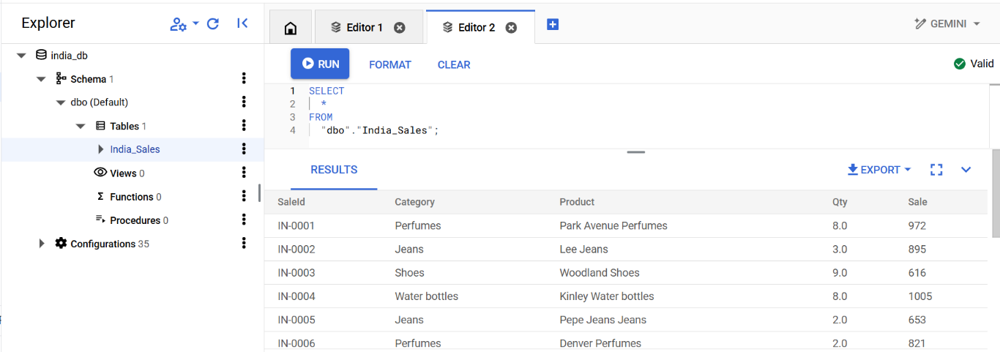 Explorer
india_db
Schema 1
dbo (Default)
Tables 1
India_Sales
Views 0
Functions 0
Procedures 0
Configurations 35
Editor 1
Editor 2
GEMINI
RUN
FORMAT
CLEAR
Valid
1 SELECT
2 *
3 FROM
4 "dbo"."India_Sales";
RESULTS
EXPORT
SaleId Category Product Qty Sale
IN-0001 Perfumes Park Avenue Perfumes 8.0 972
IN-0002 Jeans Lee Jeans 3.0 895
IN-0003 Shoes Woodland Shoes 9.0 616
IN-0004 Water bottles Kinley Water bottles 8.0 1005
IN-0005 Jeans Pepe Jeans Jeans 2.0 653
IN-0006 Perfumes Denver Perfumes 2.0 821